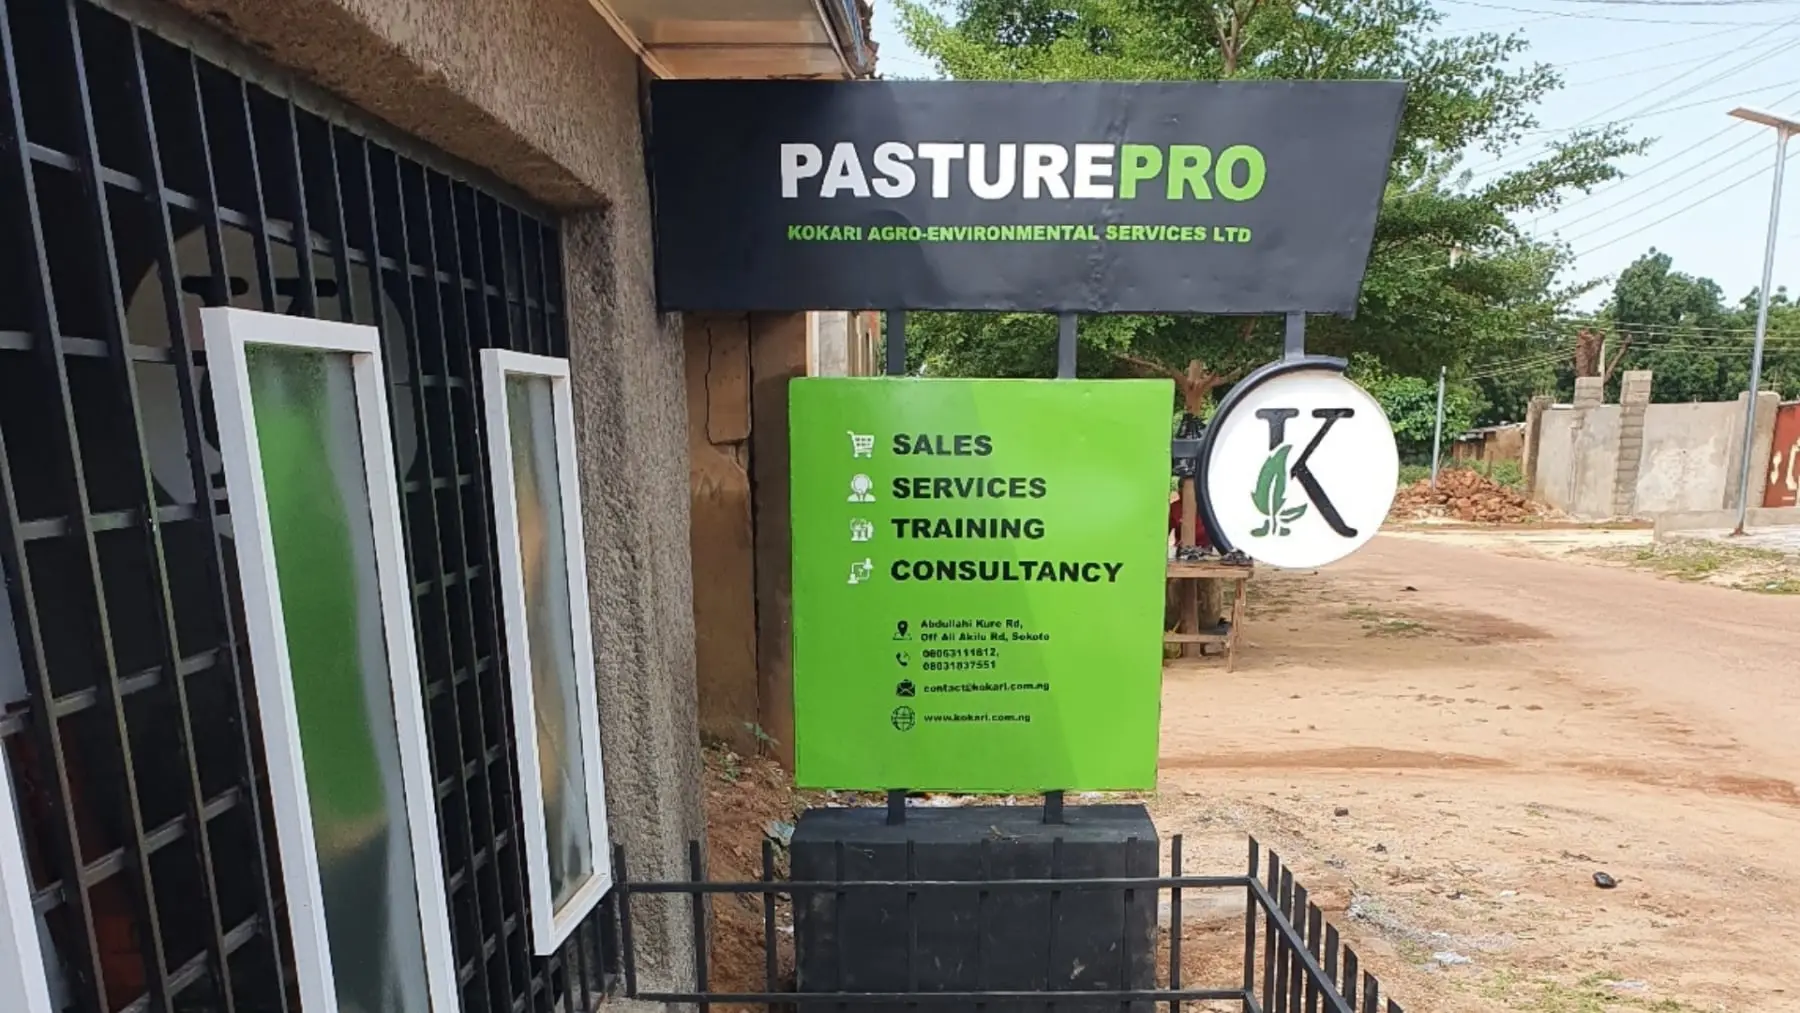 PASTUREPRO
KOKARI AGRO-ENVIRONMENTAL SERVICES LTD
SALES
SERVICES
TRAINING
CONSULTANCY
K
Abdullahi Kure Rd,
Off Ali Akilu Rd, Sokoto
08063111812,
08031837551
contact@kokari.com.ng
www.kokari.com.ng